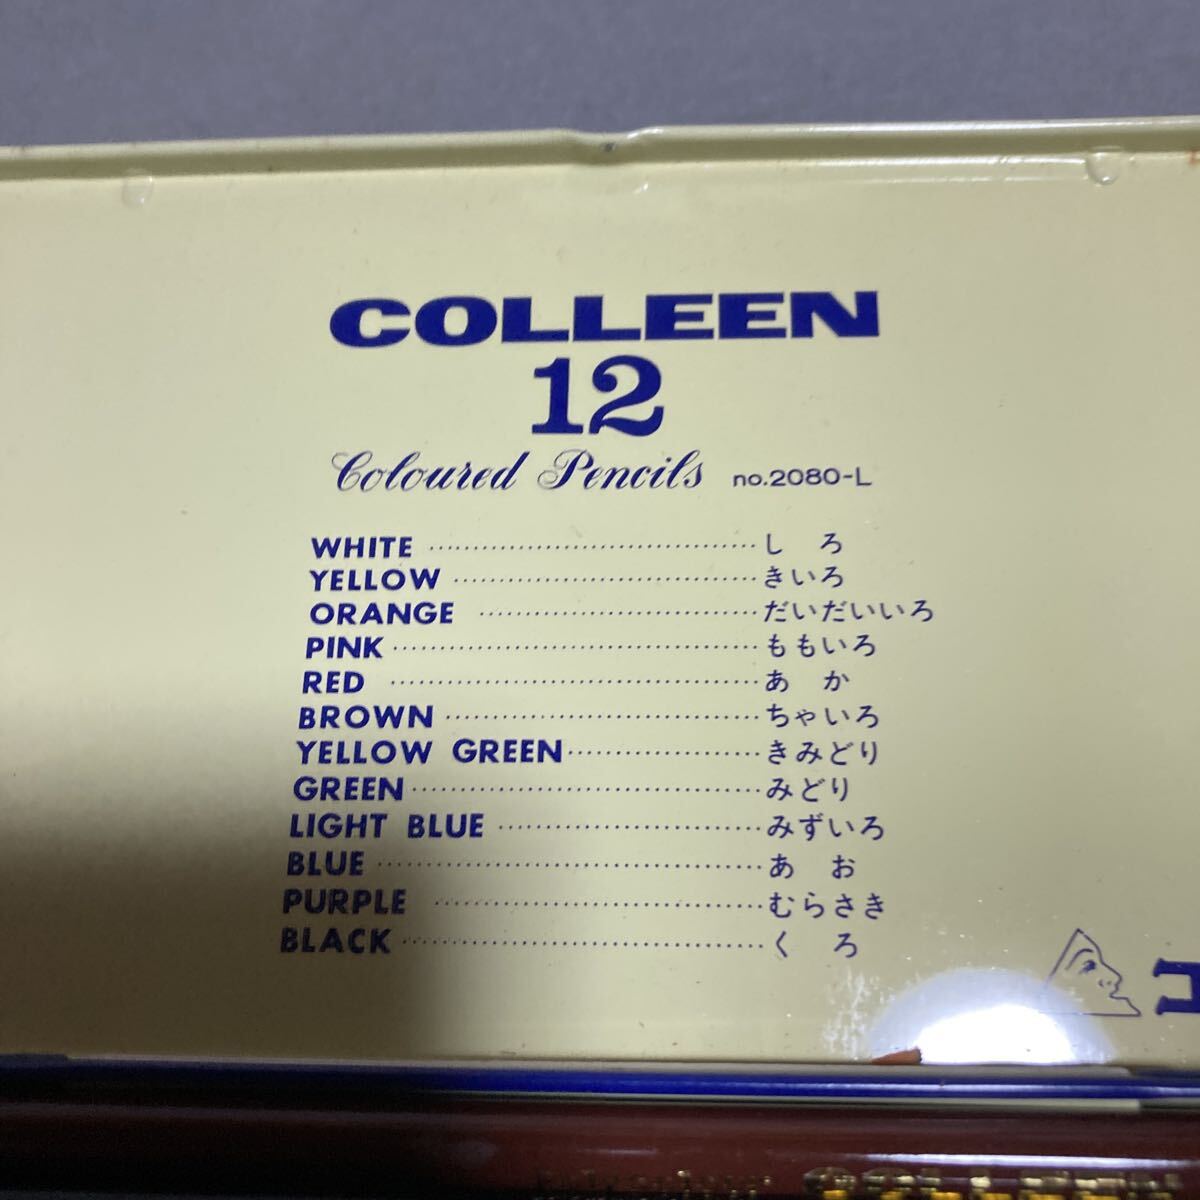 COLLEEN
12
Coloured Pencils no.2080-L
WHITE ……………………………… しろ
YELLOW …………………………… きいろ
ORANGE ………………………… だいだいいろ
PINK ………………………………… ももいろ
RED ………………………………… あか
BROWN …………………………… ちゃいろ
YELLOW GREEN ………………… きみどり
GREEN ……………………………… みどり
LIGHT BLUE ……………………… みずいろ
BLUE ………………………………… あお
PURPLE …………………………… むらさき
BLACK ……………………………… くろ